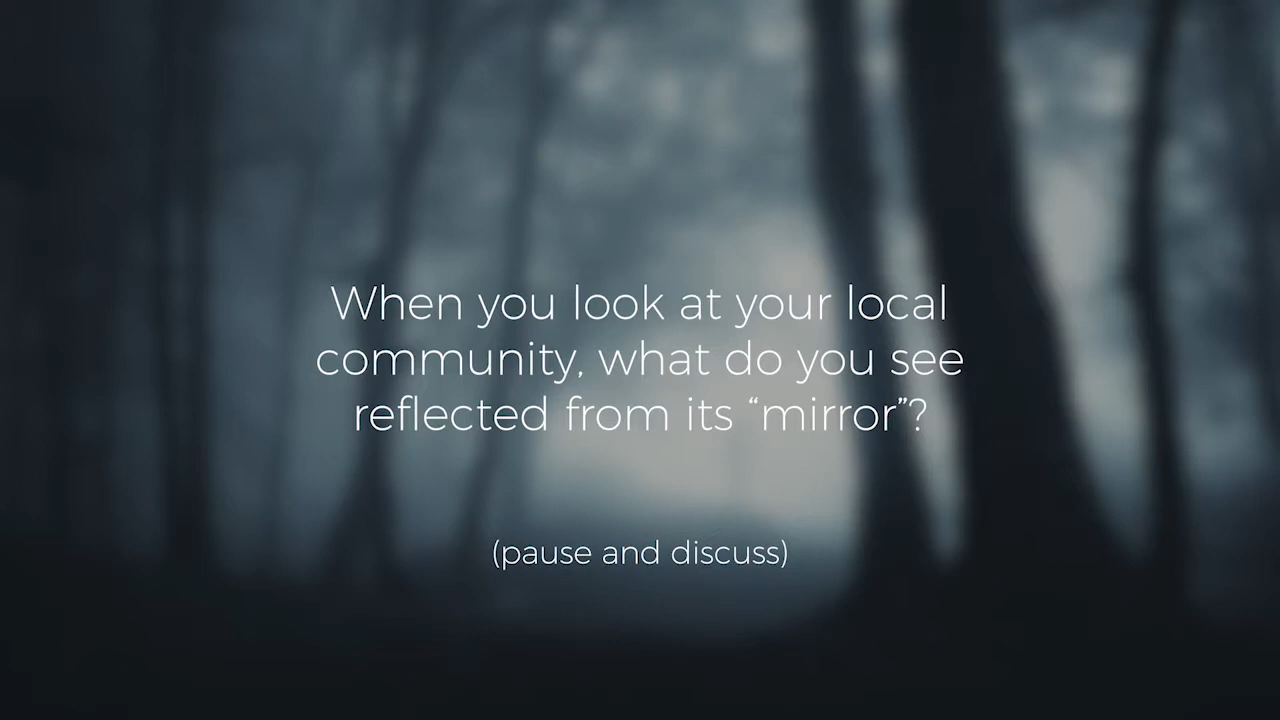 When you look at your local
community, what do you see
reflected from its “mirror”?
(pause and discuss)